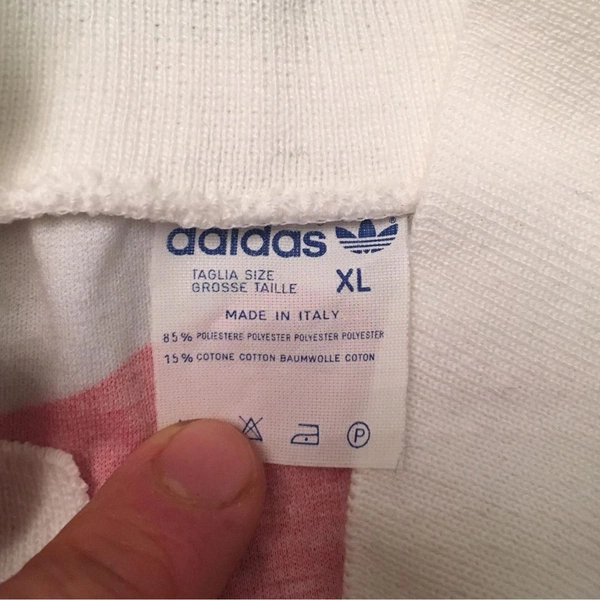 adidas
TAGLIA SIZE
GROSSE TAILLE XL
MADE IN ITALY
85% POLIESTERE POLYESTER POLYESTER POLYESTER
15% COTONE COTTON BAUMWOLLE COTON
P